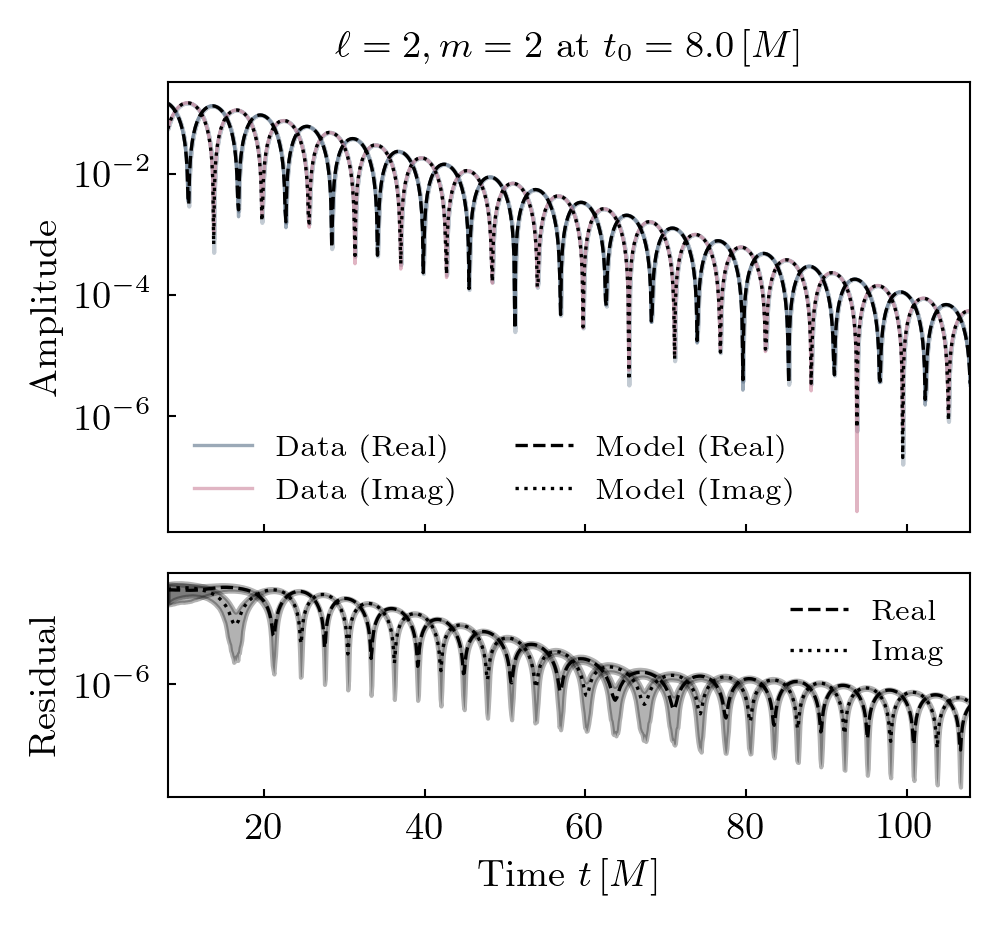 ℓ = 2, m = 2 at t₀ = 8.0 [M]
Amplitude
10⁻²
10⁻⁴
10⁻⁶
Data (Real)
Data (Imag)
Model (Real)
Model (Imag)
Residual
10⁻⁶
Real
Imag
20 40 60 80 100
Time t [M]